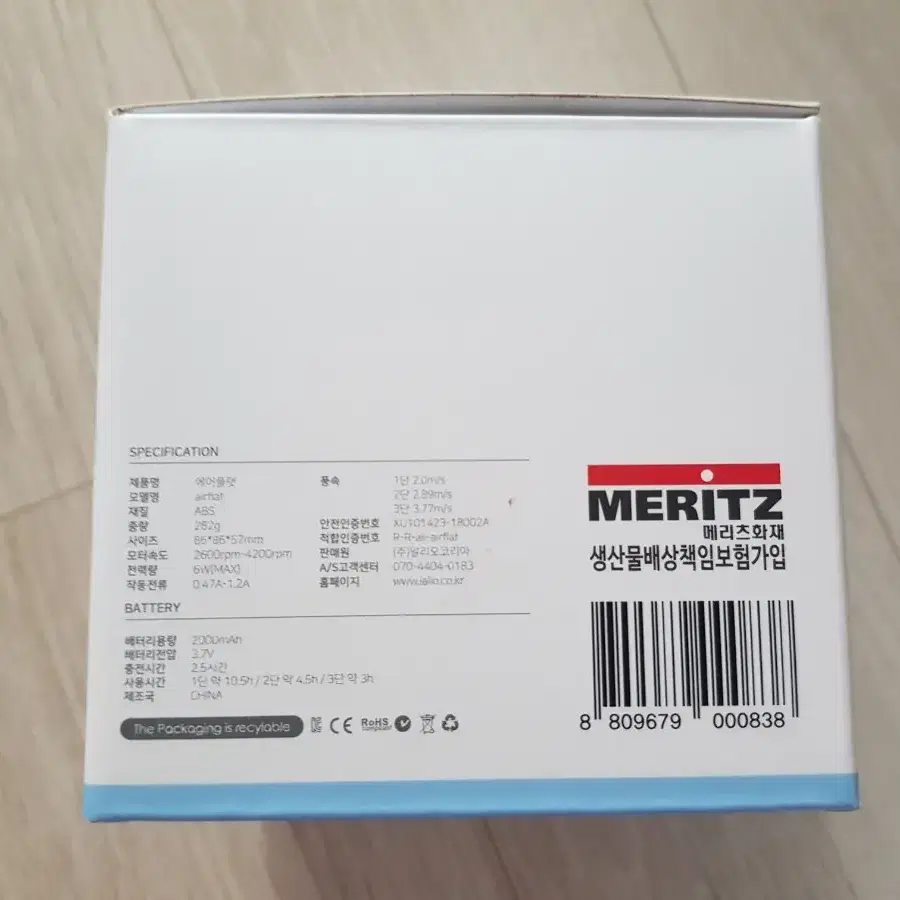 SPECIFICATION
제품명 에어플랫
모델명 airflat
재질 ABS
중량 282g
사이즈 86*86*57mm
모터속도 2600rpm-4200rpm
전력량 6W(MAX)
작동전류 0.47A-1.2A
풍속 1단 2.0m/s
2단 2.89m/s
3단 3.77m/s
안전인증번호 XU101423-18002A
적합인증번호 R-R-ali-airflat
판매원 (주)알리오코리아
A/S고객센터 070-4404-0183
홈페이지 www.ialio.co.kr
BATTERY
배터리용량 2000mAh
배터리전압 3.7V
충전시간 2.5시간
사용시간 1단 약 10.5h / 2단 약 4.5h / 3단 약 3h
제조국 CHINA
The Packaging is recylable
CE RoHS
MERITZ
메리츠화재
생산물배상책임보험가입
8 809679 000838